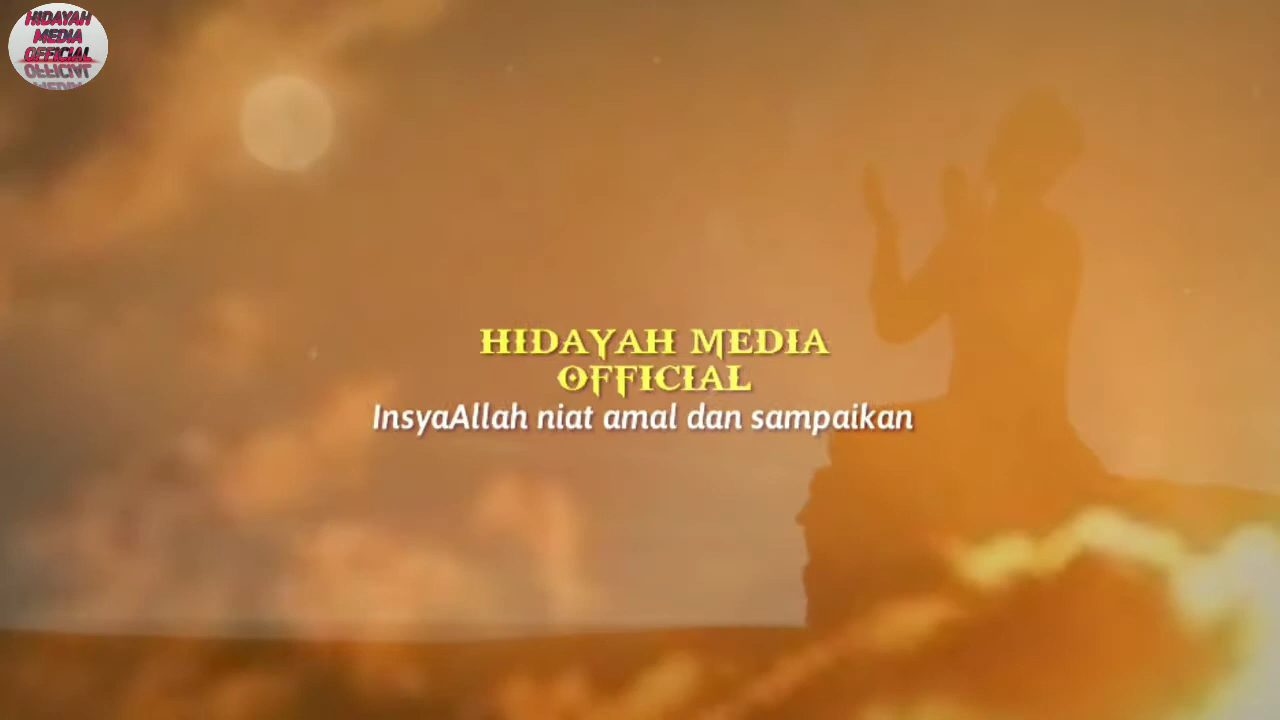 HIDAYAH
MEDIA
OFFICIAL
HIDAYAH MEDIA
OFFICIAL
InsyaAllah niat amal dan sampaikan